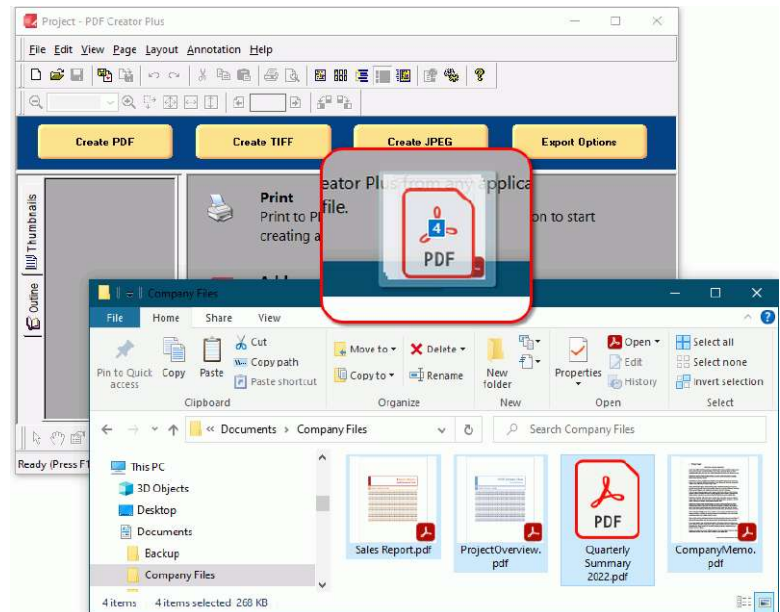 Project - PDF Creator Plus
File Edit View Page Layout Annotation Help
Create PDF
Create TIFF
Create JPEG
Export Options
Thumbnails
Outline
Print
Print to P
creating a
eator Plus from any applica
file.
on to start
4
PDF
Company Files
File Home Share View
Pin to Quick access
Copy
Paste
Cut
Copy path
Paste shortcut
Clipboard
Move to
Copy to
Delete
Rename
Organize
New folder
New
Properties
Open
Edit
History
Open
Select all
Select none
Invert selection
Select
« Documents › Company Files
Search Company Files
Ready (Press F1
This PC
3D Objects
Desktop
Documents
Backup
Company Files
Sales Report.pdf
ProjectOverview.
pdf
PDF
Quarterly
Summary
2022.pdf
CompanyMemo.
pdf
4 items 4 items selected 268 KB